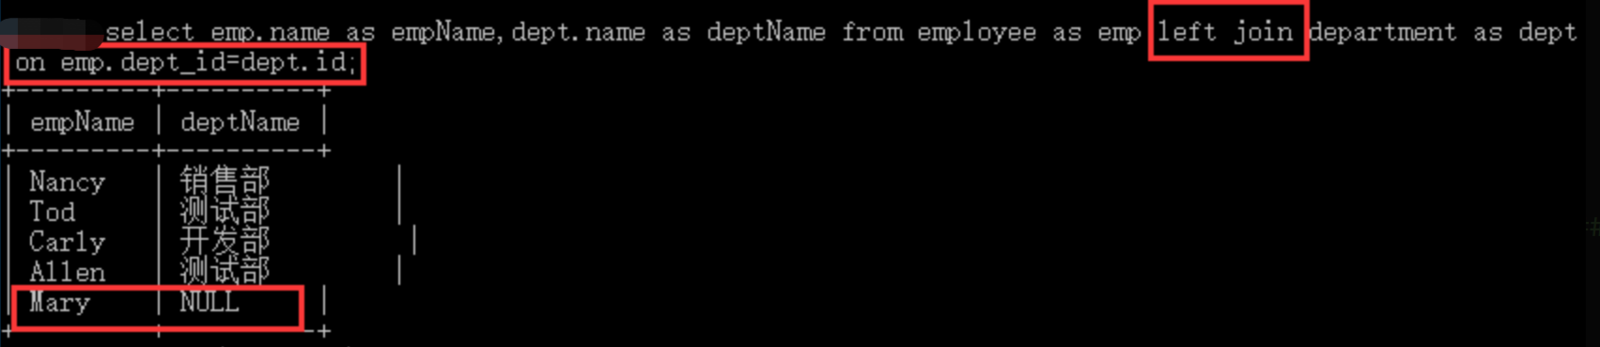 select emp.name as empName,dept.name as deptName from employee as emp left join department as dept
on emp.dept_id=dept.id;
+---------+----------+
| empName | deptName |
+---------+----------+
| Nancy | 销售部 |
| Tod | 测试部 |
| Carly | 开发部 |
| Allen | 测试部 |
| Mary | NULL |
+---------+----------+